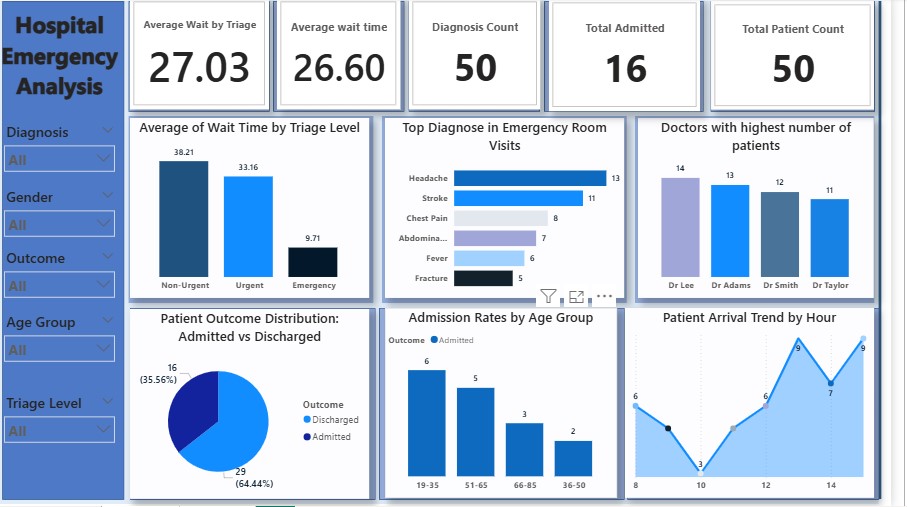 Hospital
Emergency
Analysis
Diagnosis
All
Gender
All
Outcome
All
Age Group
All
Triage Level
All
Average Wait by Triage
27.03
Average wait time
26.60
Diagnosis Count
50
Total Admitted
16
Total Patient Count
50
Average of Wait Time by Triage Level
38.21
33.16
9.71
Non-Urgent Urgent Emergency
Top Diagnose in Emergency Room
Visits
Headache 13
Stroke 11
Chest Pain 8
Abdomina... 7
Fever 6
Fracture 5
Doctors with highest number of
patients
14
13
12
11
Dr Lee Dr Adams Dr Smith Dr Taylor
Patient Outcome Distribution:
Admitted vs Discharged
16
(35.56%)
29
(64.44%)
Outcome
Discharged
Admitted
Admission Rates by Age Group
Outcome Admitted
6
5
3
2
19-35 51-65 66-85 36-50
Patient Arrival Trend by Hour
6
3
6
9
7
9
8 10 12 14